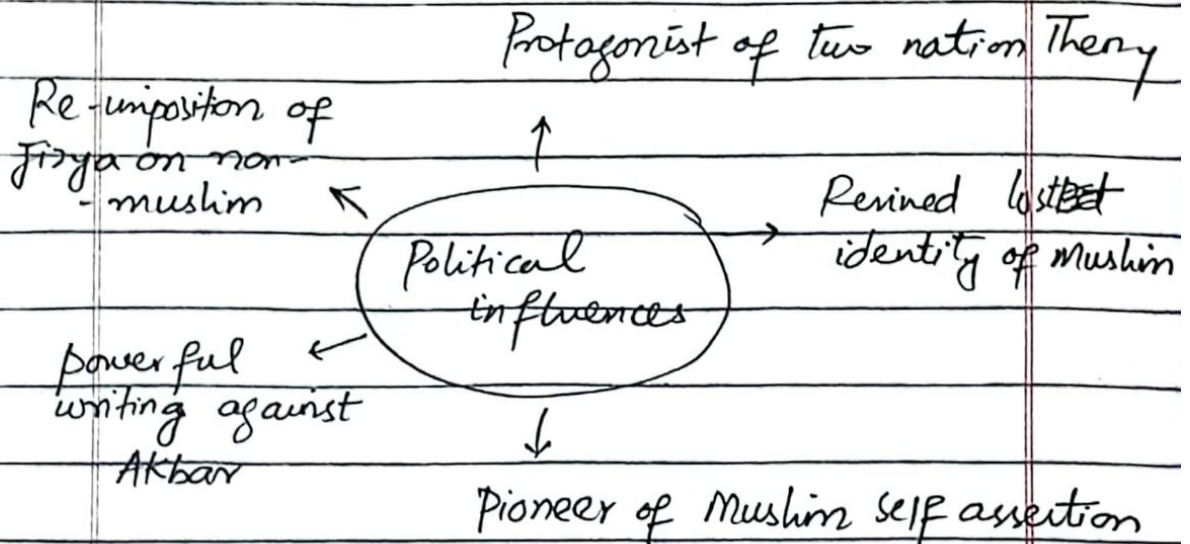 Protagonist of two nation Theory
Re-imposition of
Jizya on non-
- muslim
Revived lost
identity of Muslim
Political
influences
powerful
writing against
Akbar
Pioneer of Muslim self assertion